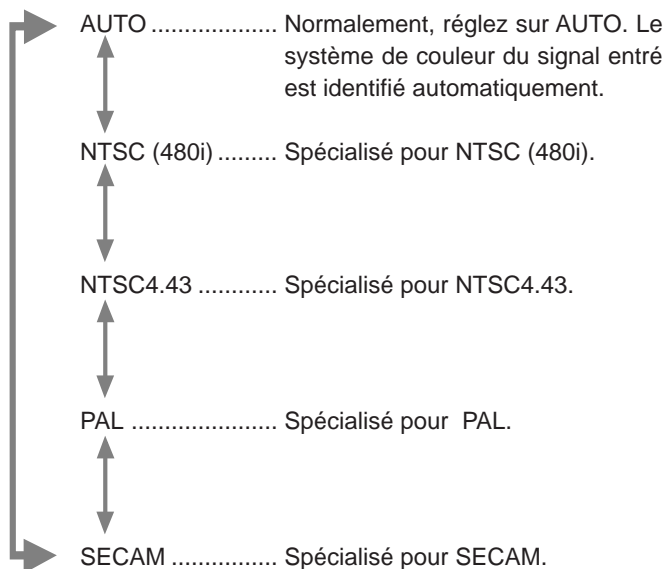 AUTO ................... Normalement, réglez sur AUTO. Le
système de couleur du signal entré
est identifié automatiquement.
NTSC (480i) ......... Spécialisé pour NTSC (480i).
NTSC4.43 ............ Spécialisé pour NTSC4.43.
PAL ...................... Spécialisé pour  PAL.
SECAM ................ Spécialisé pour SECAM.